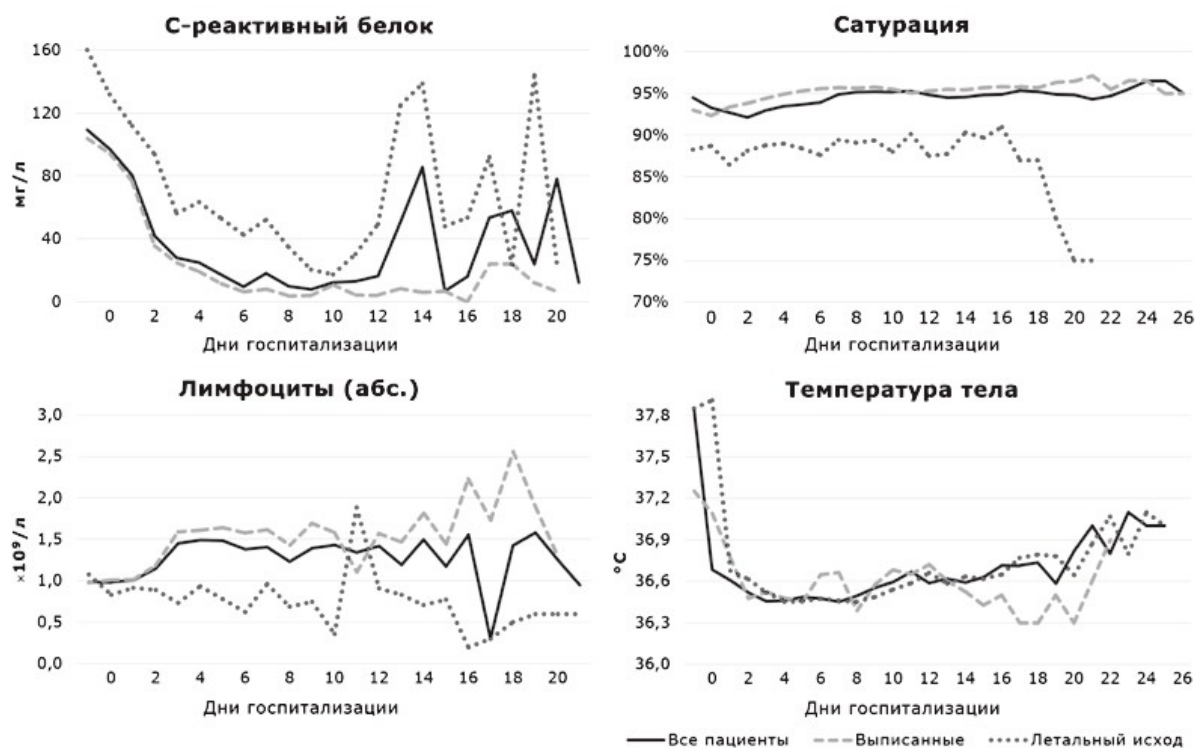 С-реактивный белок
160
120
80
40
0
мг/л
0 2 4 6 8 10 12 14 16 18 20
Дни госпитализации
Сатурация
100%
95%
90%
85%
80%
75%
70%
0 2 4 6 8 10 12 14 16 18 20 22 24 26
Дни госпитализации
Лимфоциты (абс.)
3,0
2,5
2,0
1,5
1,0
0,5
0,0
×10⁹/л
0 2 4 6 8 10 12 14 16 18 20
Дни госпитализации
Температура тела
37,8
37,5
37,2
36,9
36,6
36,3
36,0
°C
0 2 4 6 8 10 12 14 16 18 20 22 24 26
Дни госпитализации
Все пациенты Выписанные Летальный исход